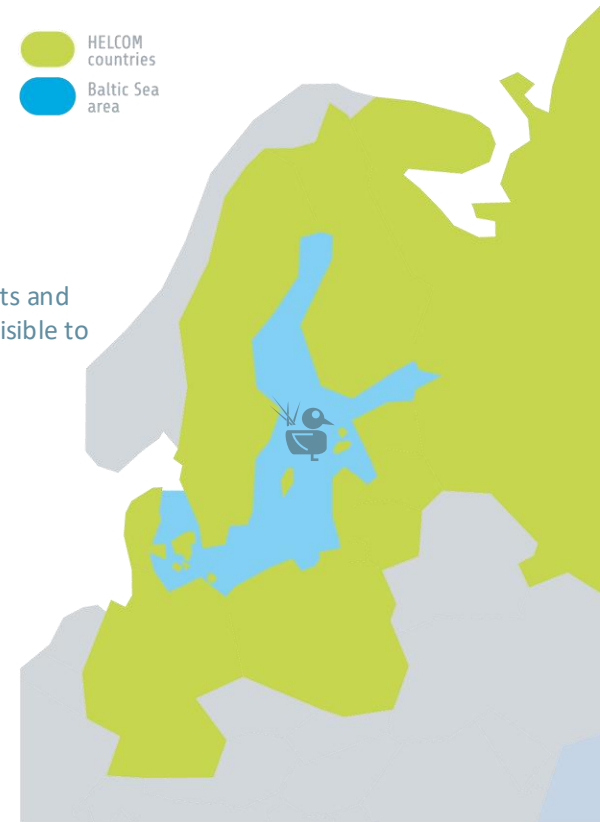 HELCOM
countries
Baltic Sea
area
ts and
isible to